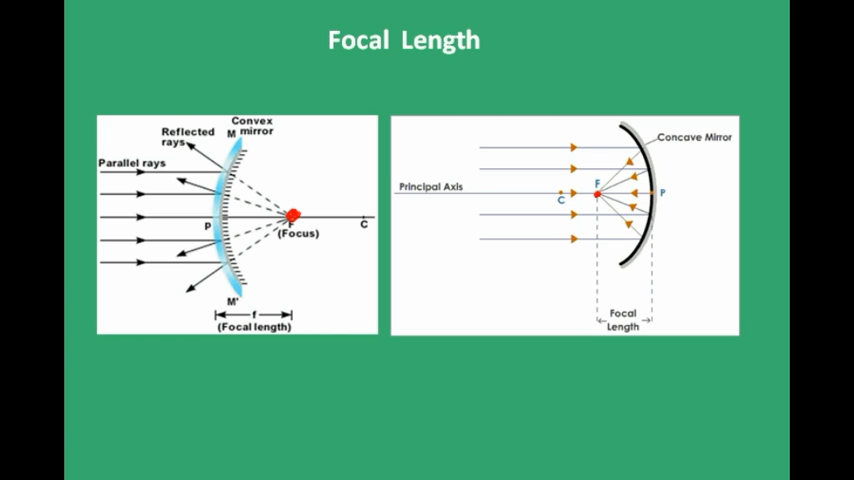 Focal Length
Convex
mirror
M
Reflected
rays
Parallel rays
P
F
(Focus)
C
M'
f
(Focal length)
Concave Mirror
Principal Axis
F
C
P
Focal
Length